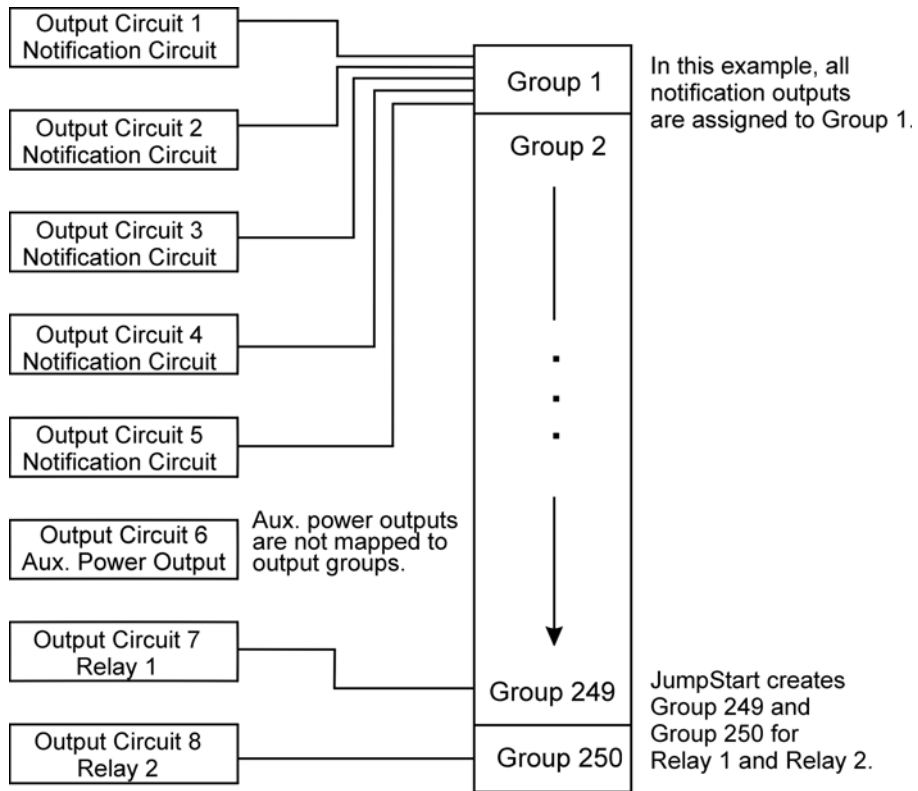 Output Circuit 1
Notification Circuit
Output Circuit 2
Notification Circuit
Output Circuit 3
Notification Circuit
Output Circuit 4
Notification Circuit
Output Circuit 5
Notification Circuit
Output Circuit 6
Aux. Power Output
Aux. power outputs
are not mapped to
output groups.
Output Circuit 7
Relay 1
Output Circuit 8
Relay 2
Group 1
Group 2
Group 249
Group 250
In this example, all
notification outputs
are assigned to Group 1.
JumpStart creates
Group 249 and
Group 250 for
Relay 1 and Relay 2.